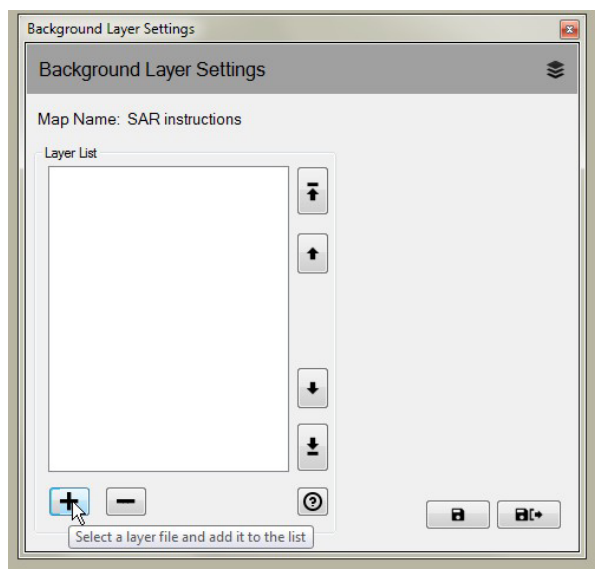 Background Layer Settings
Background Layer Settings
Map Name: SAR instructions
Layer List
Select a layer file and add it to the list